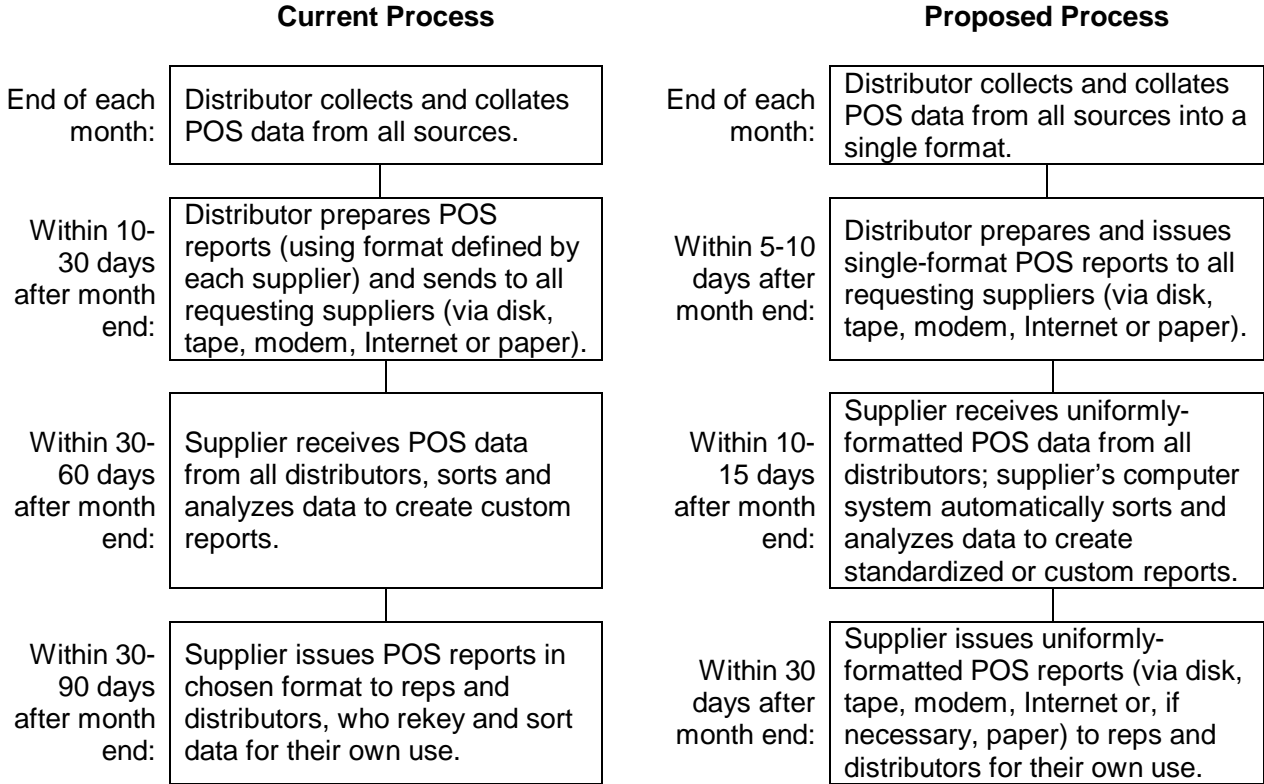 Current Process
End of each
month:
Distributor collects and collates
POS data from all sources.
Within 10-
30 days
after month
end:
Distributor prepares POS
reports (using format defined by
each supplier) and sends to all
requesting suppliers (via disk,
tape, modem, Internet or paper).
Within 30-
60 days
after month
end:
Supplier receives POS data
from all distributors, sorts and
analyzes data to create custom
reports.
Within 30-
90 days
after month
end:
Supplier issues POS reports in
chosen format to reps and
distributors, who rekey and sort
data for their own use.
Proposed Process
End of each
month:
Distributor collects and collates
POS data from all sources into a
single format.
Within 5-10
days after
month end:
Distributor prepares and issues
single-format POS reports to all
requesting suppliers (via disk,
tape, modem, Internet or paper).
Within 10-
15 days
after month
end:
Supplier receives uniformly-
formatted POS data from all
distributors; supplier’s computer
system automatically sorts and
analyzes data to create
standardized or custom reports.
Within 30
days after
month end:
Supplier issues uniformly-
formatted POS reports (via disk,
tape, modem, Internet or, if
necessary, paper) to reps and
distributors for their own use.